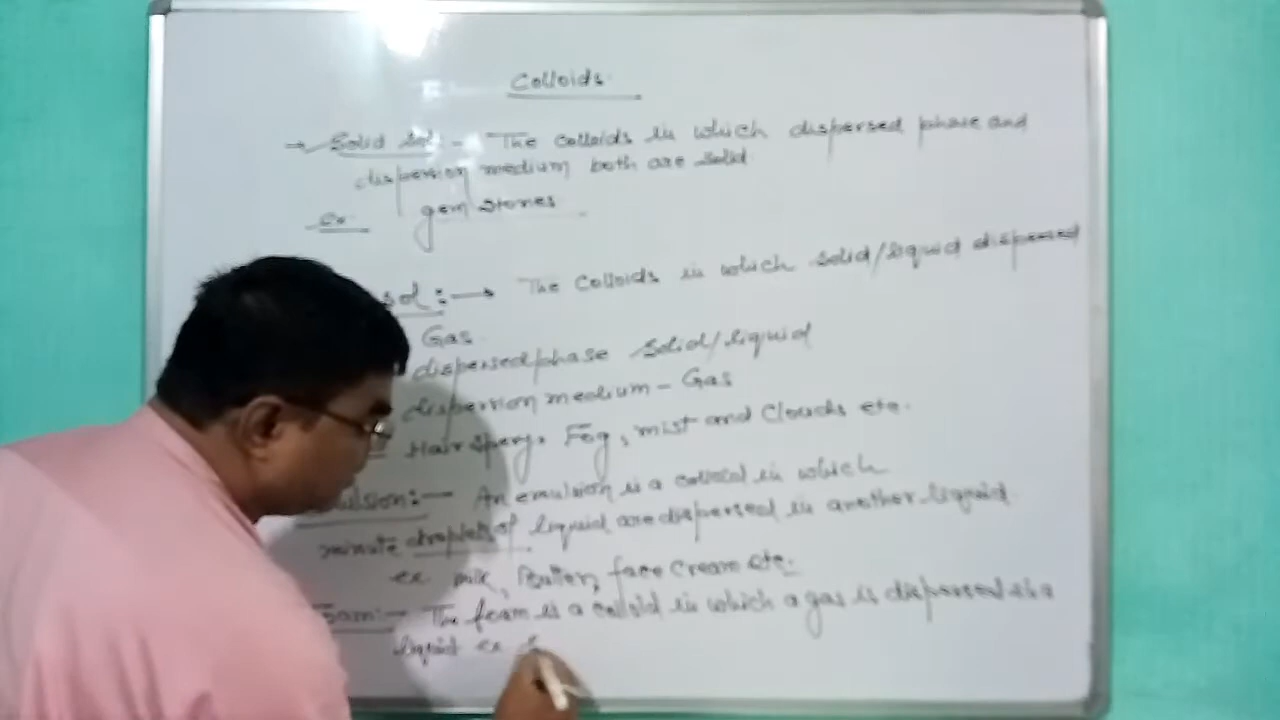 Colloids.
→ Solid Sol :- The colloids in which dispersed phase and
dispersion medium both are solid
Ex. gem stones
sol :→ The colloids in which solid/liquid dispersed
Gas.
dispersed phase solid/liquid
dispersion medium - Gas
Hair spery, Fog, mist and Clouds etc.
ulsion:- An emulsion is a colloid in which
minute droplets of liquid are dispersed in another liquid
ex. milk, Butter, face cream etc.
Foam:- The foam is a colloid in which a gas is dispersed in a
liquid ex